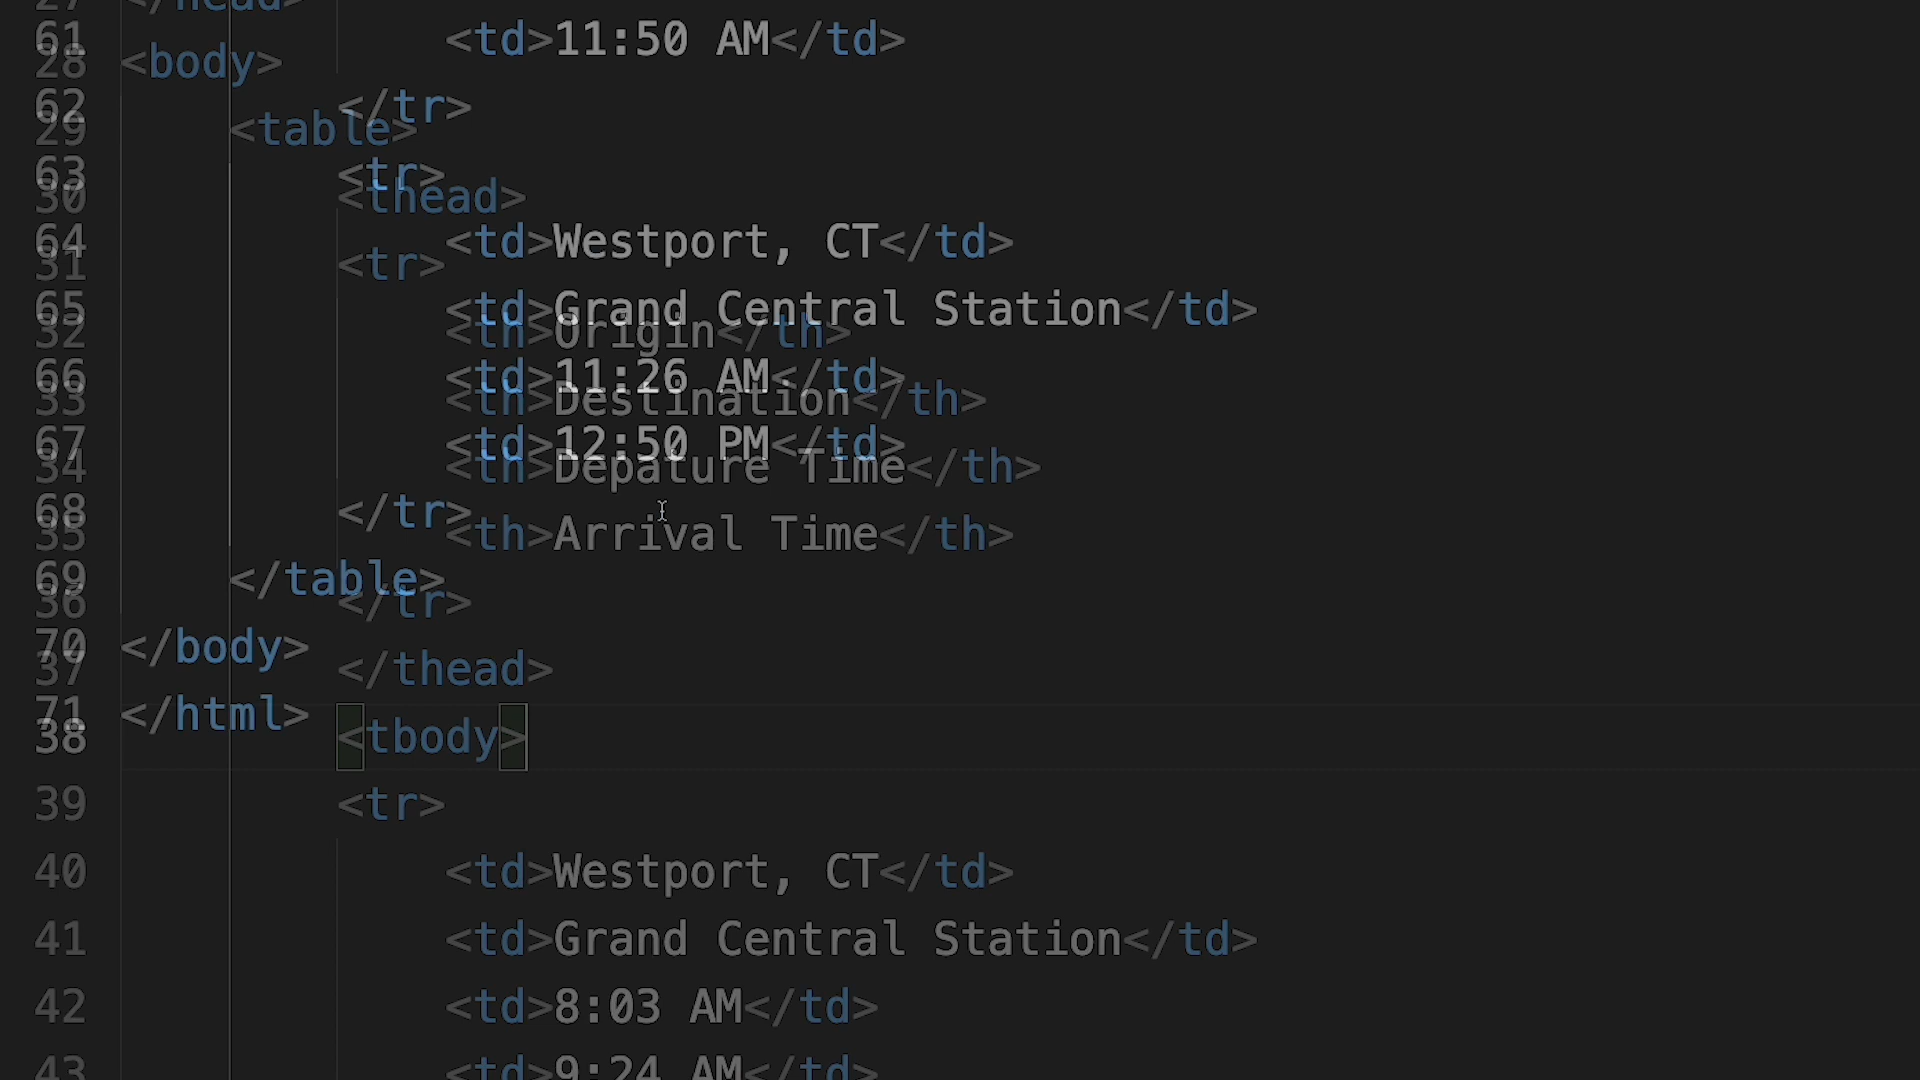 27 </head>
61 <td>11:50 AM</td>
28 <body>
62 </tr>
29 <table>
63 <tr>
30 <thead>
64 <td>Westport, CT</td>
31 <tr>
65 <td>Grand Central Station</td>
32 <th>Origin</th>
66 <td>11:26 AM</td>
33 <th>Destination</th>
67 <td>12:50 PM</td>
34 <th>Depature Time</th>
68 </tr>
35 <th>Arrival Time</th>
69 </table>
36 </tr>
70 </body>
37 </thead>
71 </html>
38 <tbody>
39 <tr>
40 <td>Westport, CT</td>
41 <td>Grand Central Station</td>
42 <td>8:03 AM</td>
43 <td>9:24 AM</td>